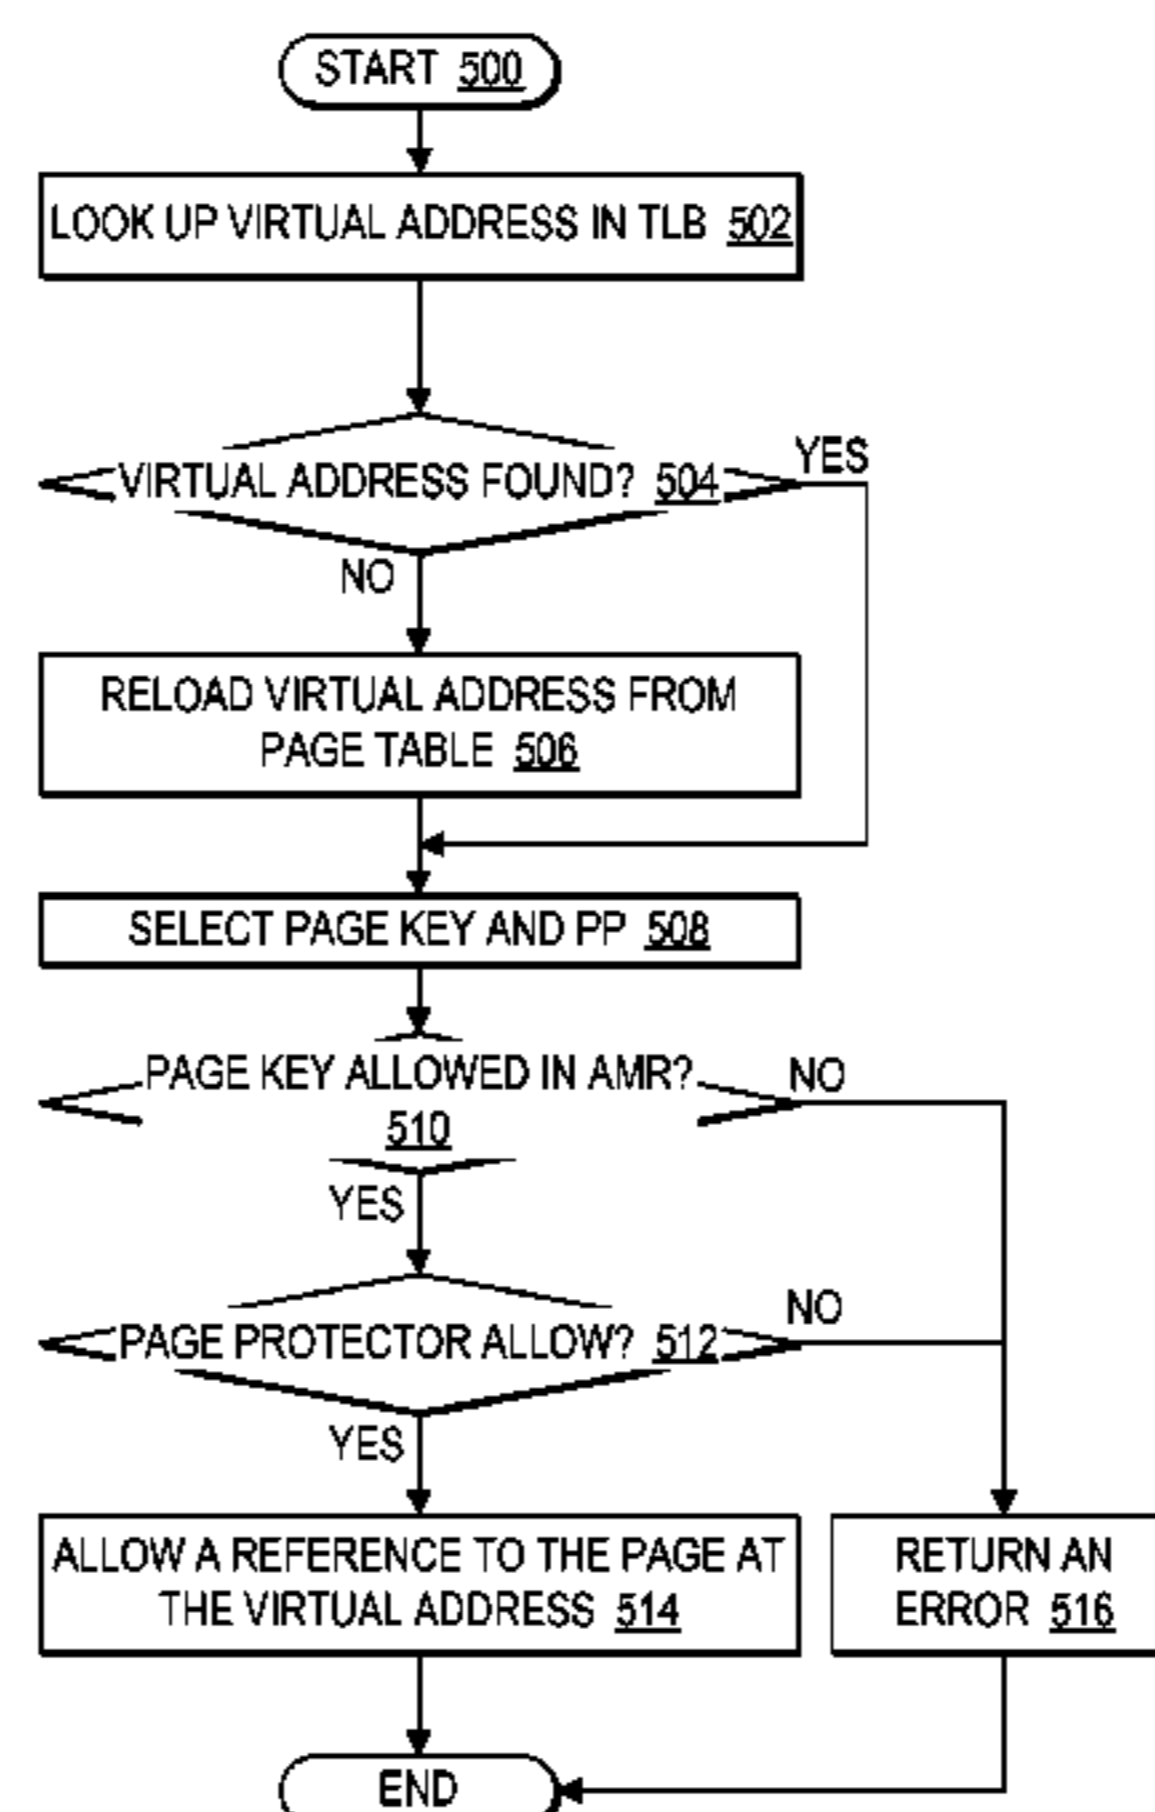 START 500
LOOK UP VIRTUAL ADDRESS IN TLB 502
VIRTUAL ADDRESS FOUND? 504
YES
NO
RELOAD VIRTUAL ADDRESS FROM
PAGE TABLE 506
SELECT PAGE KEY AND PP 508
PAGE KEY ALLOWED IN AMR?
510
NO
YES
PAGE PROTECTOR ALLOW? 512
NO
YES
ALLOW A REFERENCE TO THE PAGE AT
THE VIRTUAL ADDRESS 514
RETURN AN
ERROR 516
END